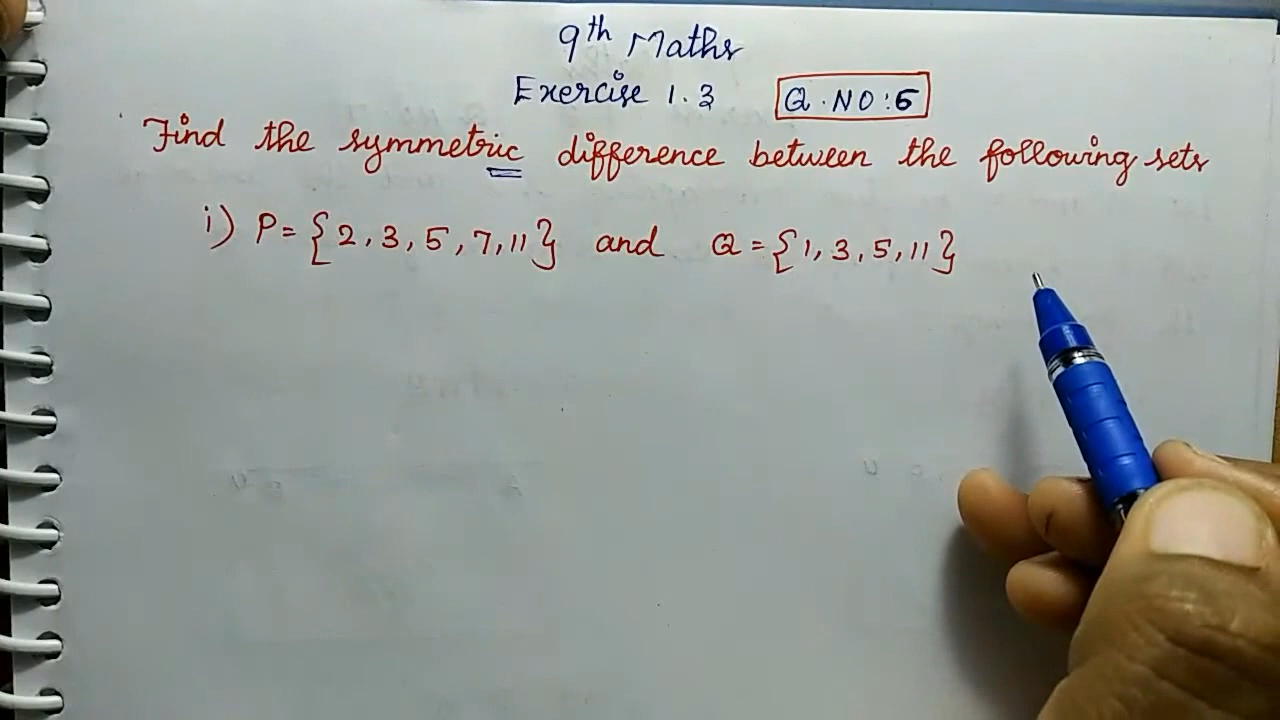 9th Maths
Exercise 1.3 Q.NO:6
Find the symmetric difference between the following sets
i) P = {2, 3, 5, 7, 11} and Q = {1, 3, 5, 11}